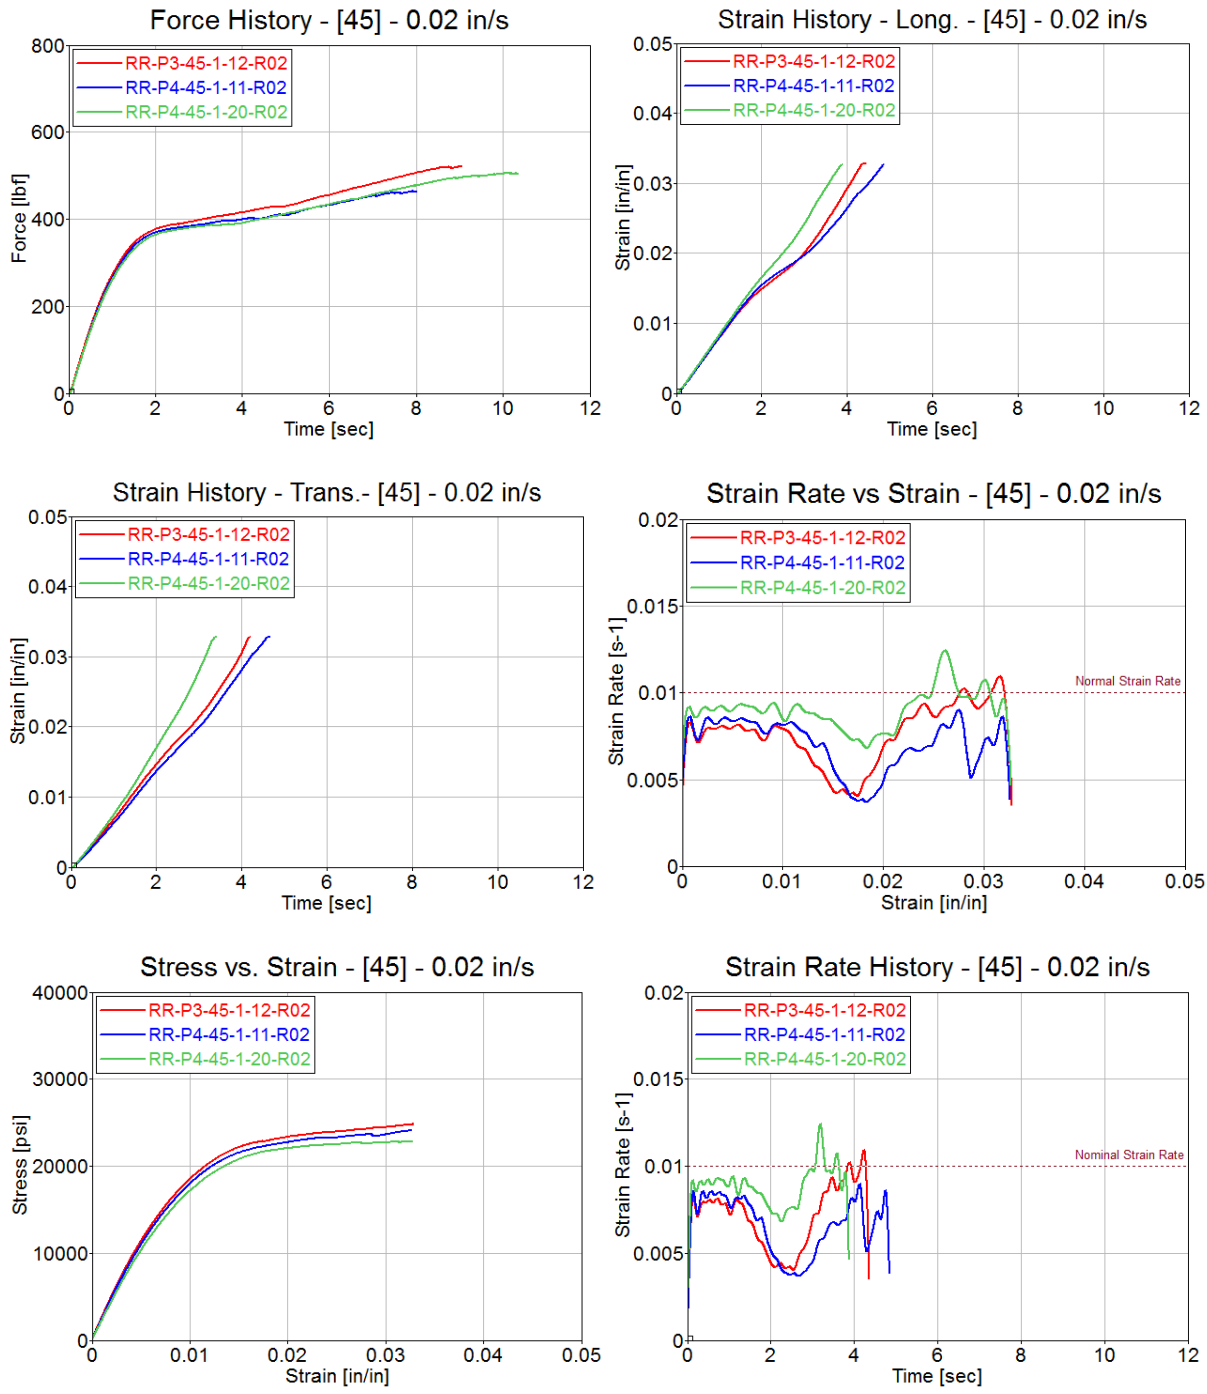 Force History - [45] - 0.02 in/s
800
600
400
200
0
Force [lbf]
RR-P3-45-1-12-R02
RR-P4-45-1-11-R02
RR-P4-45-1-20-R02
0 2 4 6 8 10 12
Time [sec]
Strain History - Long. - [45] - 0.02 in/s
0.05
0.04
0.03
0.02
0.01
0
Strain [in/in]
RR-P3-45-1-12-R02
RR-P4-45-1-11-R02
RR-P4-45-1-20-R02
0 2 4 6 8 10 12
Time [sec]
Strain History - Trans.- [45] - 0.02 in/s
0.05
0.04
0.03
0.02
0.01
0
Strain [in/in]
RR-P3-45-1-12-R02
RR-P4-45-1-11-R02
RR-P4-45-1-20-R02
0 2 4 6 8 10 12
Time [sec]
Strain Rate vs Strain - [45] - 0.02 in/s
0.02
0.015
0.01
0.005
0
Strain Rate [s-1]
RR-P3-45-1-12-R02
RR-P4-45-1-11-R02
RR-P4-45-1-20-R02
Normal Strain Rate
0 0.01 0.02 0.03 0.04 0.05
Strain [in/in]
Stress vs. Strain - [45] - 0.02 in/s
40000
30000
20000
10000
0
Stress [psi]
RR-P3-45-1-12-R02
RR-P4-45-1-11-R02
RR-P4-45-1-20-R02
0 0.01 0.02 0.03 0.04 0.05
Strain [in/in]
Strain Rate History - [45] - 0.02 in/s
0.02
0.015
0.01
0.005
0
Strain Rate [s-1]
RR-P3-45-1-12-R02
RR-P4-45-1-11-R02
RR-P4-45-1-20-R02
Nominal Strain Rate
0 2 4 6 8 10 12
Time [sec]